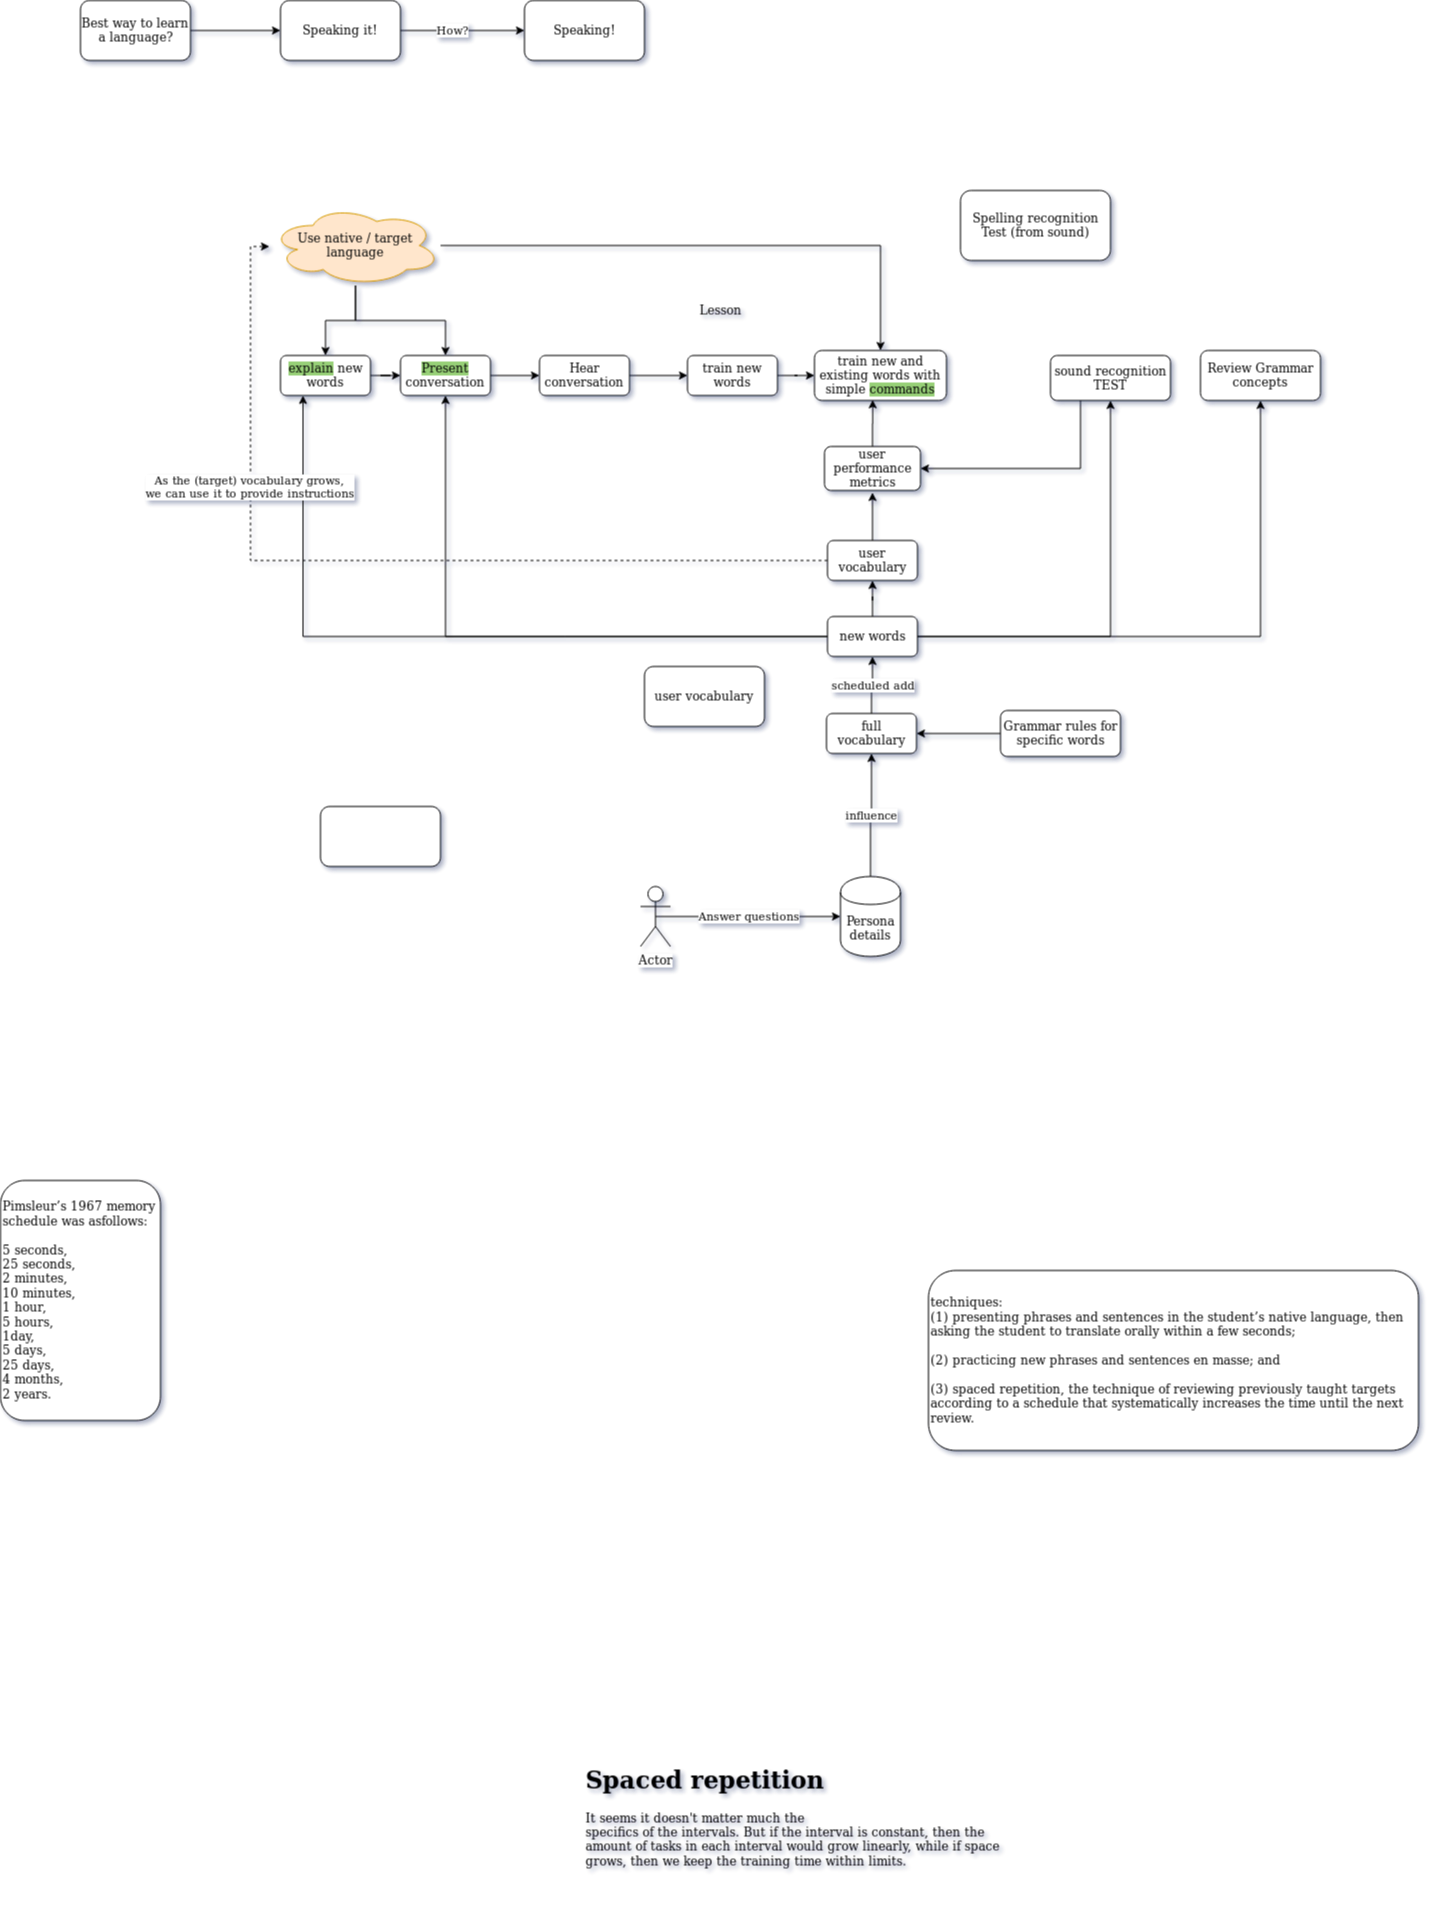 Best way to learn
a language?
Speaking it!
How?
Speaking!
Spelling recognition
Test (from sound)
Use native / target
language
Lesson
explain new
words
Present
conversation
Hear
conversation
train new
words
train new and
existing words with
simple commands
sound recognition
TEST
Review Grammar
concepts
user
performance
metrics
As the (target) vocabulary grows,
we can use it to provide instructions
user
vocabulary
new words
scheduled add
user vocabulary
full
vocabulary
Grammar rules for
specific words
influence
Answer questions
Persona
details
Actor
Pimsleur’s 1967 memory
schedule was asfollows:
5 seconds,
25 seconds,
2 minutes,
10 minutes,
1 hour,
5 hours,
1day,
5 days,
25 days,
4 months,
2 years.
techniques:
(1) presenting phrases and sentences in the student’s native language, then
asking the student to translate orally within a few seconds;
(2) practicing new phrases and sentences en masse; and
(3) spaced repetition, the technique of reviewing previously taught targets
according to a schedule that systematically increases the time until the next
review.
Spaced repetition
It seems it doesn't matter much the
specifics of the intervals. But if the interval is constant, then the
amount of tasks in each interval would grow linearly, while if space
grows, then we keep the training time within limits.